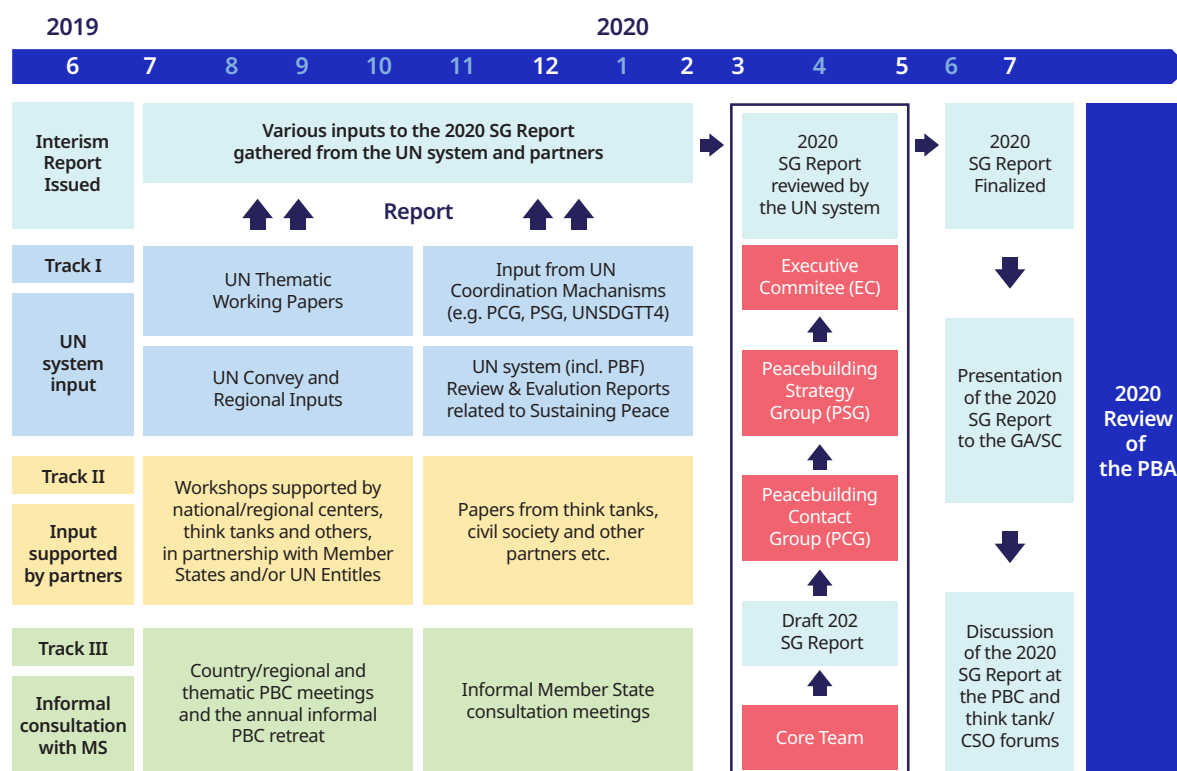 2019
2020
6 7 8 9 10 11 12 1 2 3 4 5 6 7
Interism
Report
Issued
Various inputs to the 2020 SG Report
gathered from the UN system and partners
Report
Track I
UN
system
input
UN Thematic
Working Papers
Input from UN
Coordination Machanisms
(e.g. PCG, PSG, UNSDGTT4)
UN Convey and
Regional Inputs
UN system (incl. PBF)
Review & Evalution Reports
related to Sustaining Peace
Track II
Input
supported
by partners
Workshops supported by
national/regional centers,
think tanks and others,
in partnership with Member
States and/or UN Entitles
Papers from think tanks,
civil society and other
partners etc.
Track III
Informal
consultation
with MS
Country/regional and
thematic PBC meetings
and the annual informal
PBC retreat
Informal Member State
consultation meetings
2020
SG Report
reviewed by
the UN system
Executive
Commitee (EC)
Peacebuilding
Strategy
Group (PSG)
Peacebuilding
Contact
Group (PCG)
Draft 202
SG Report
Core Team
2020
SG Report
Finalized
Presentation
of the 2020
SG Report
to the GA/SC
Discussion
of the 2020
SG Report at
the PBC and
think tank/
CSO forums
2020
Review
of
the PBA